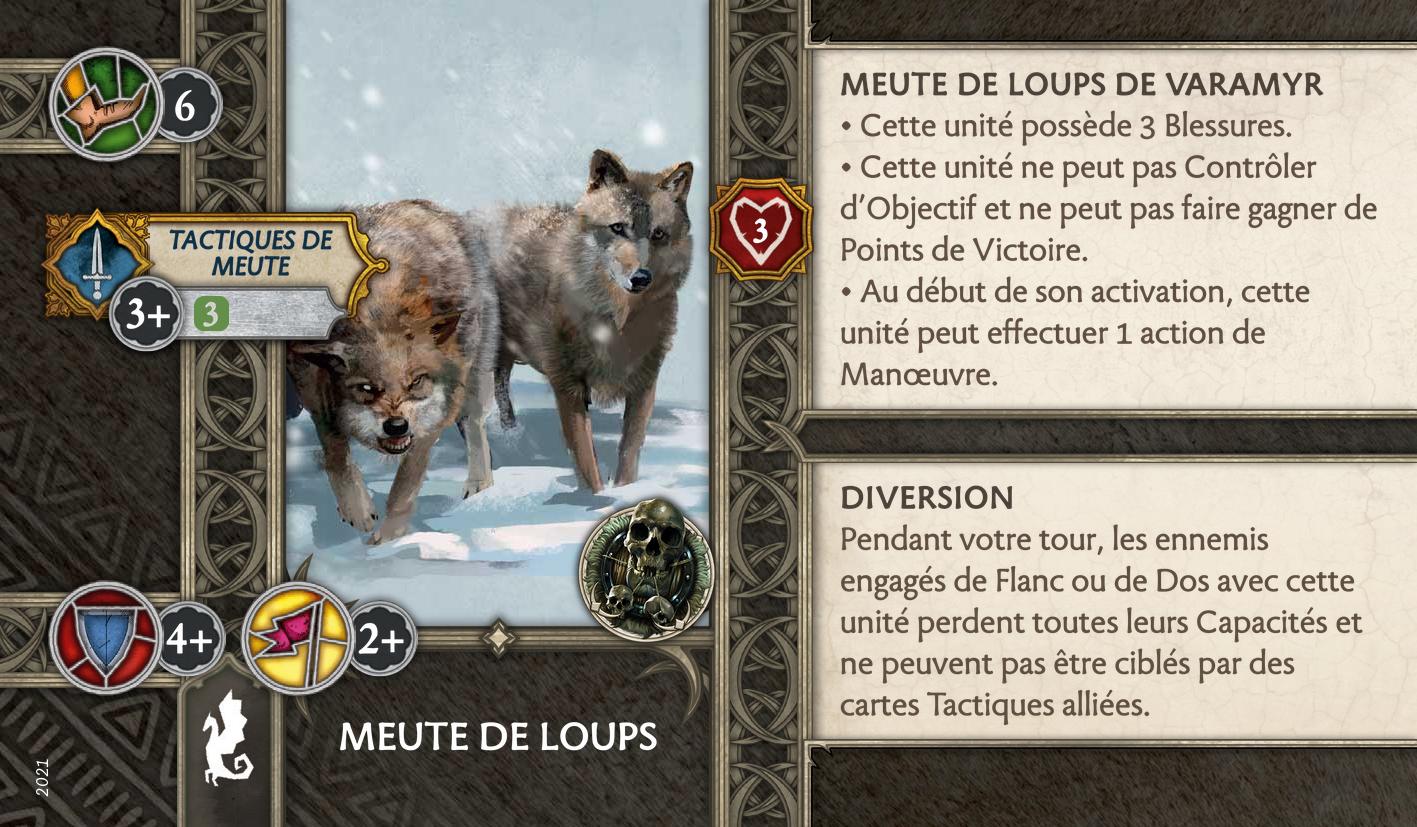 6
TACTIQUES DE
MEUTE
3+ 3
3
4+ 2+
MEUTE DE LOUPS
2021
MEUTE DE LOUPS DE VARAMYR
• Cette unité possède 3 Blessures.
• Cette unité ne peut pas Contrôler
d’Objectif et ne peut pas faire gagner de
Points de Victoire.
• Au début de son activation, cette
unité peut effectuer 1 action de
Manœuvre.
DIVERSION
Pendant votre tour, les ennemis
engagés de Flanc ou de Dos avec cette
unité perdent toutes leurs Capacités et
ne peuvent pas être ciblés par des
cartes Tactiques alliées.